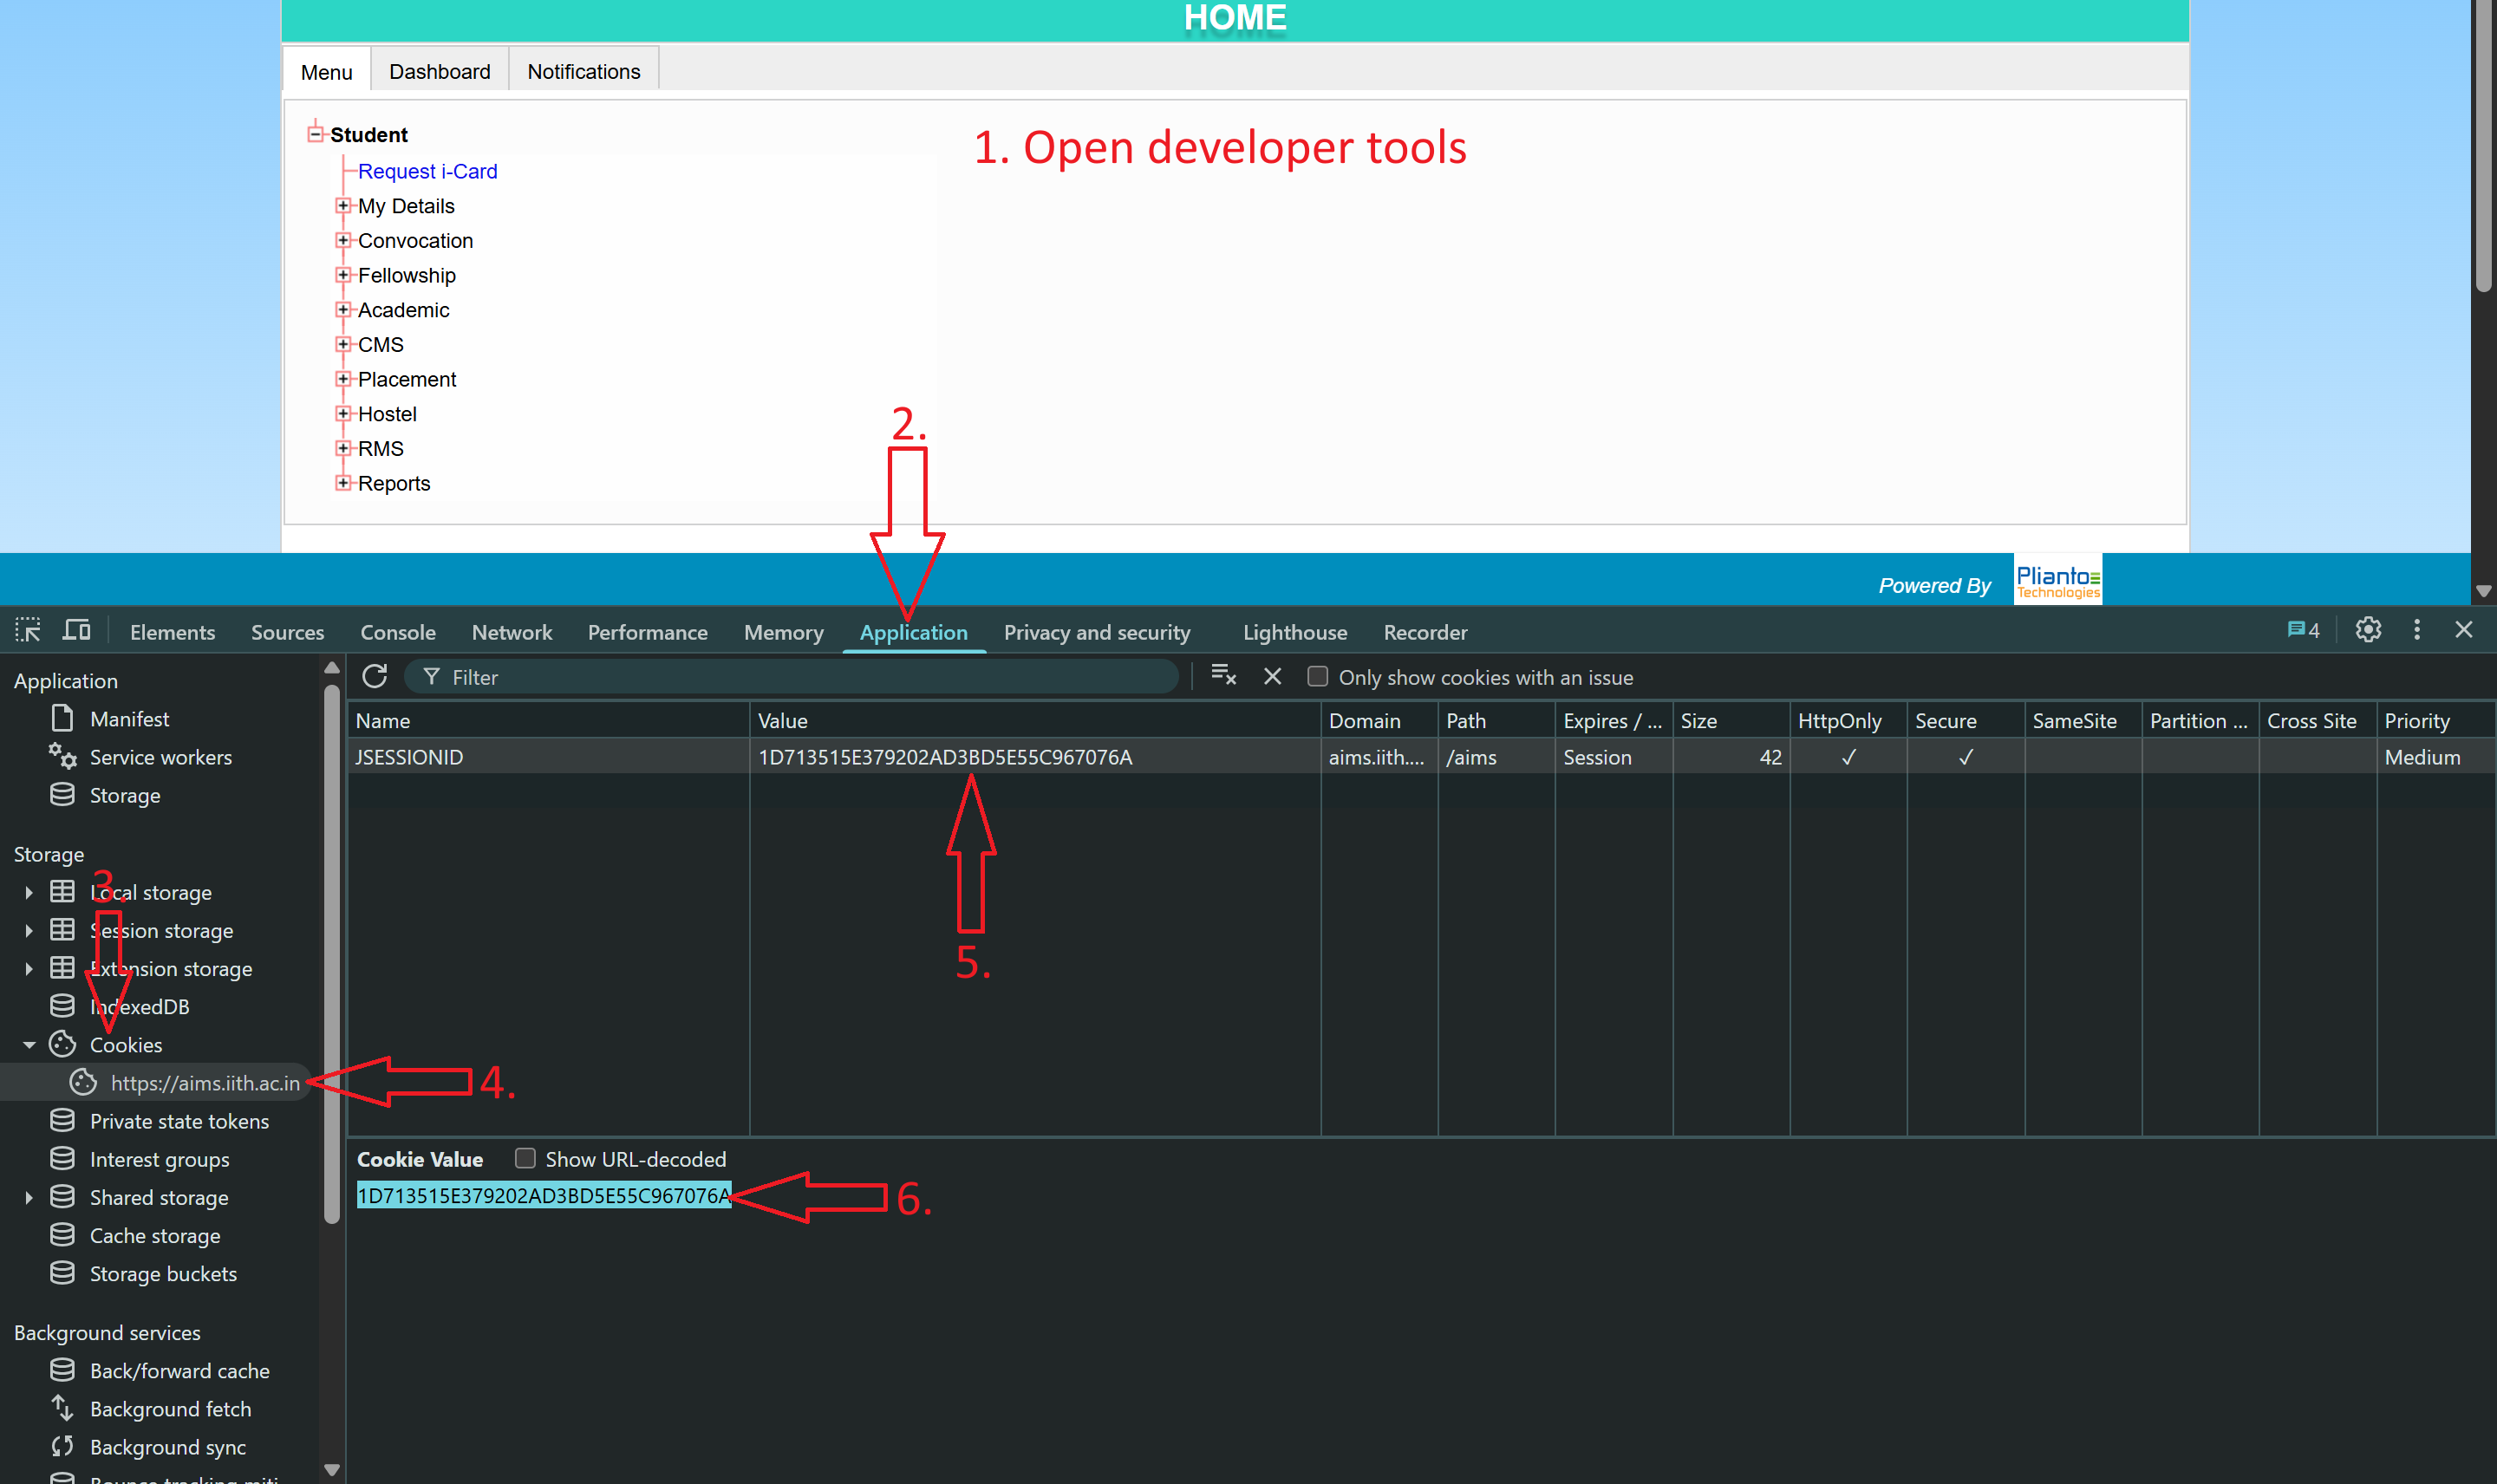 HOME
Menu Dashboard Notifications
Student
1. Open developer tools
Request i-Card
My Details
Convocation
Fellowship
Academic
CMS
Placement
Hostel
RMS
Reports
2.
Powered By Plianto Technologies
Elements Sources Console Network Performance Memory Application Privacy and security Lighthouse Recorder 4
Application
Manifest
Service workers
Storage
Storage
3.
Local storage
Session storage
Extension storage
IndexedDB
Cookies
https://aims.iith.ac.in
4.
Private state tokens
Interest groups
Shared storage
Cache storage
Storage buckets
Background services
Back/forward cache
Background fetch
Background sync
Bounce tracking miti
Filter Only show cookies with an issue
Name Value Domain Path Expires / ... Size HttpOnly Secure SameSite Partition ... Cross Site Priority
JSESSIONID 1D713515E379202AD3BD5E55C967076A aims.iith.... /aims Session 42 ✓ ✓ Medium
5.
Cookie Value Show URL-decoded
1D713515E379202AD3BD5E55C967076A
6.